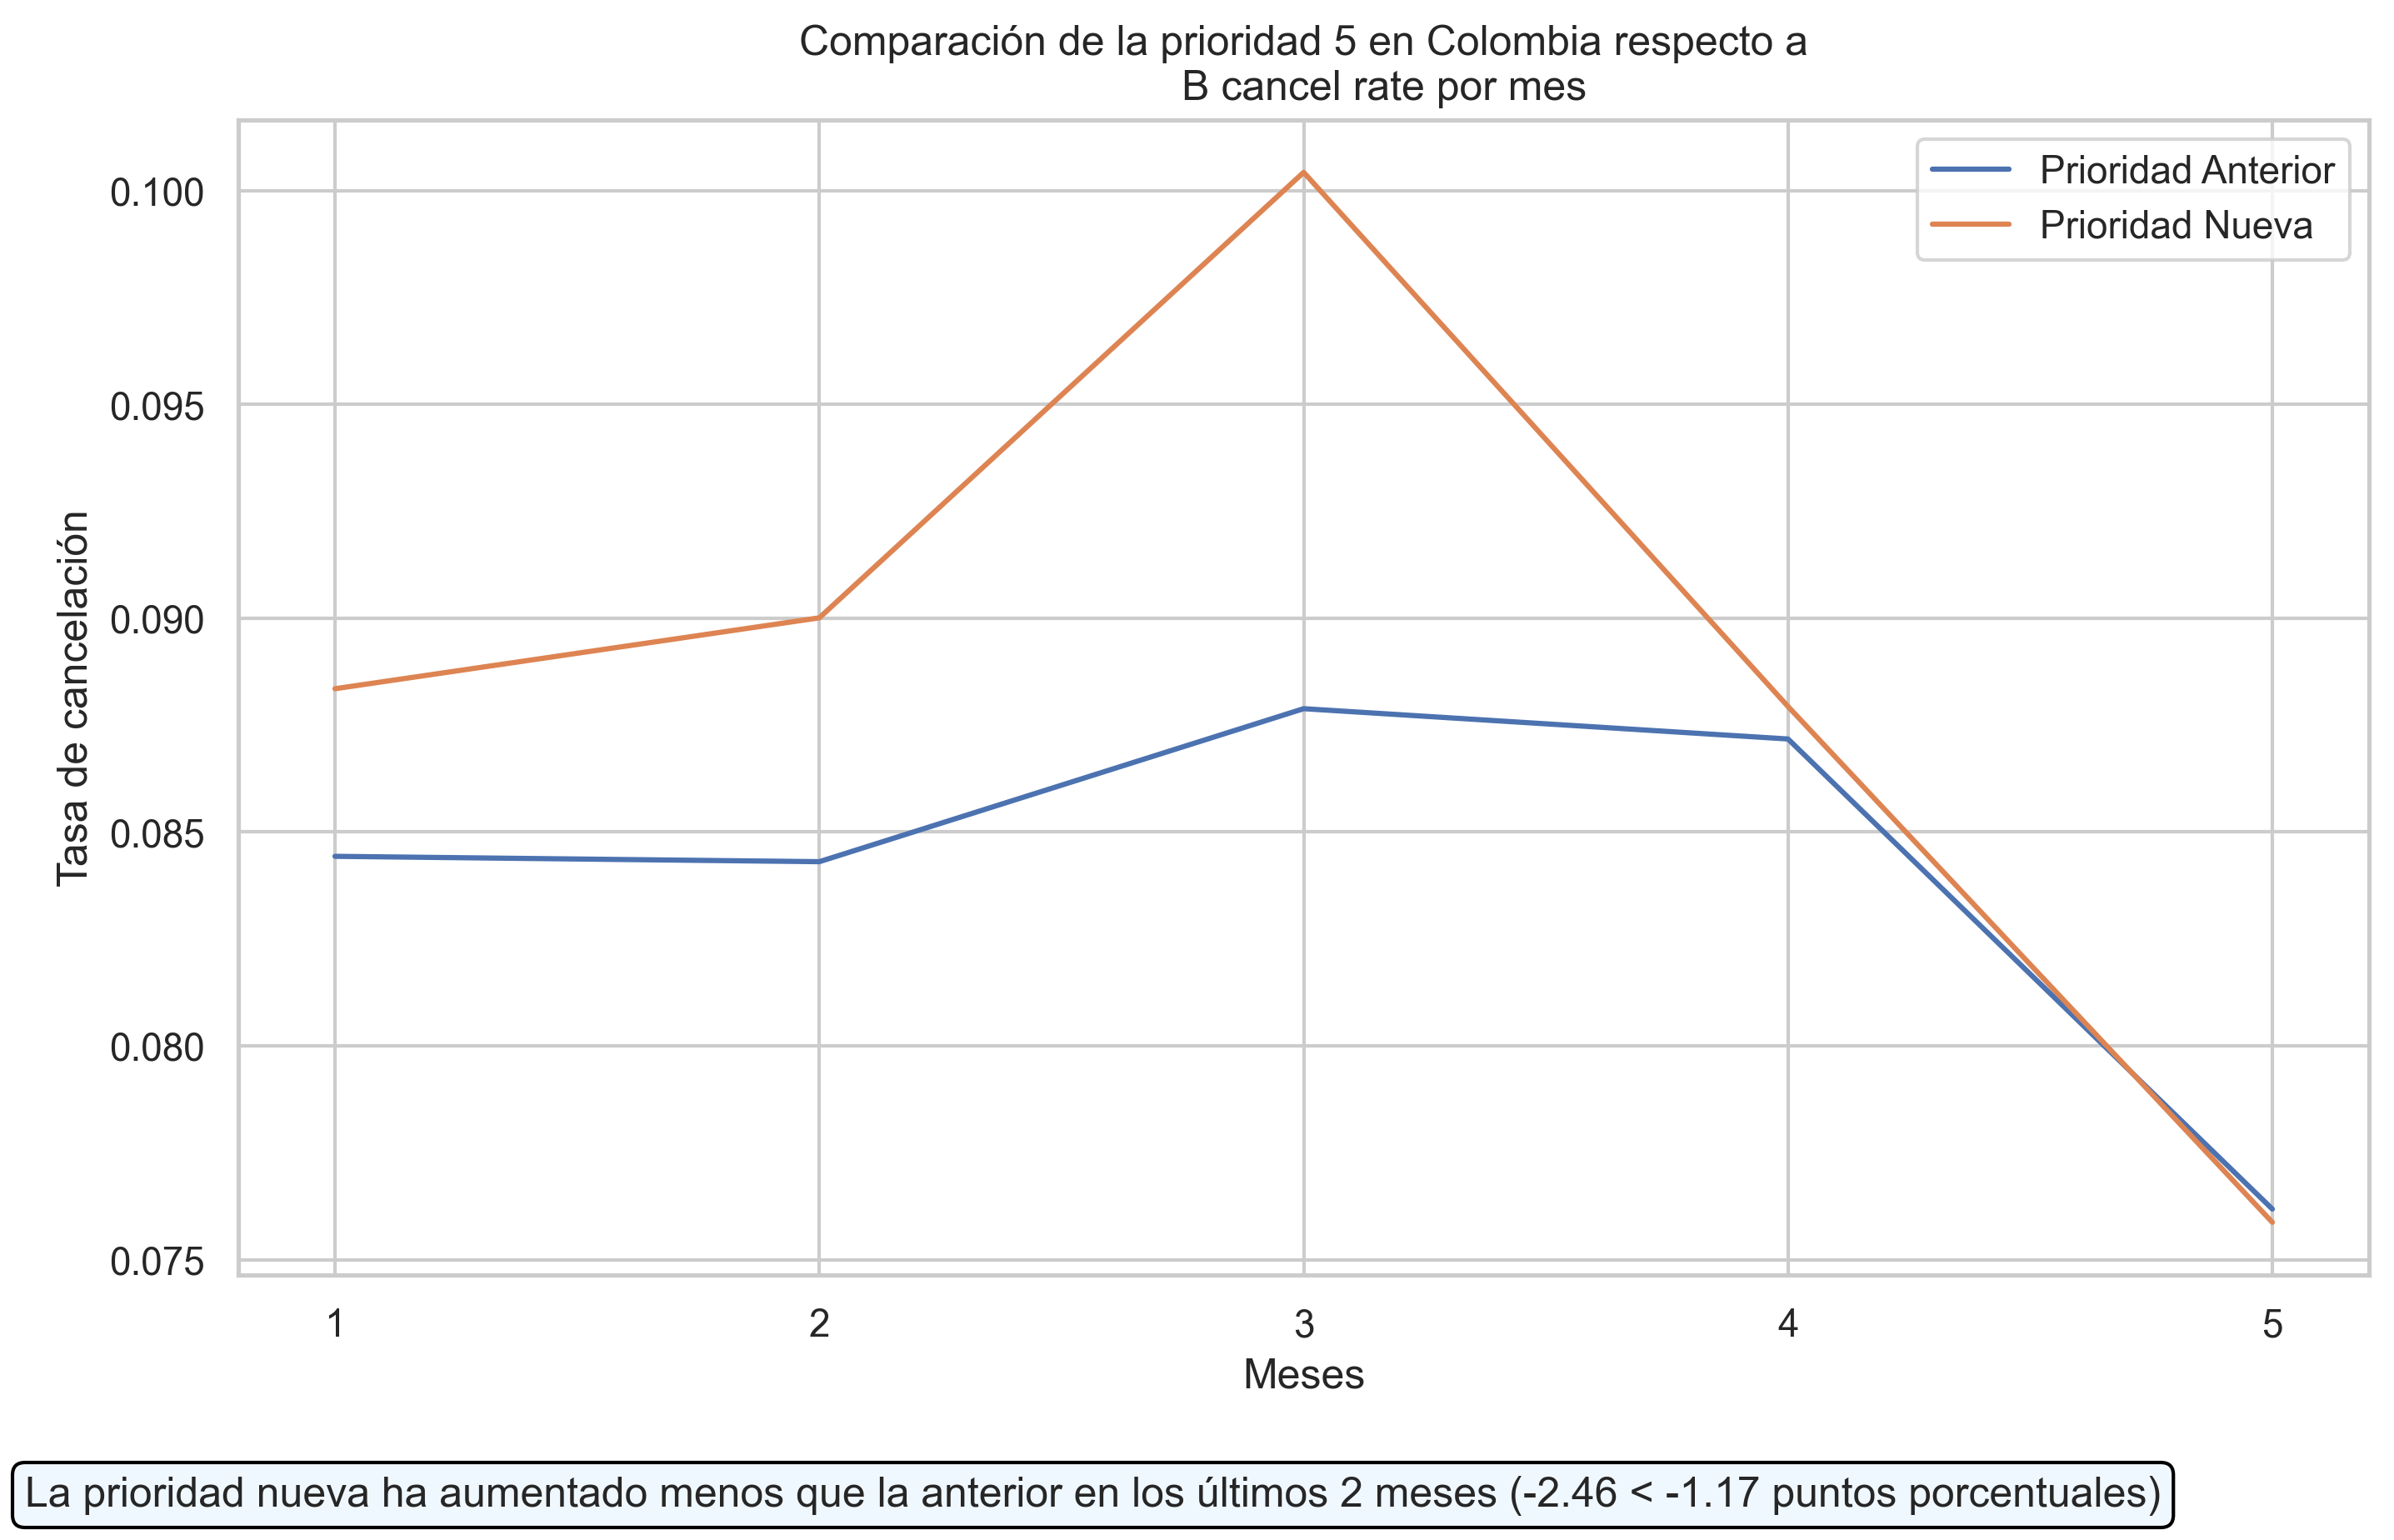 Comparación de la prioridad 5 en Colombia respecto a
B cancel rate por mes
Prioridad Anterior
Prioridad Nueva
Tasa de cancelación
0.100
0.095
0.090
0.085
0.080
0.075
1 2 3 4 5
Meses
La prioridad nueva ha aumentado menos que la anterior en los últimos 2 meses (-2.46 < -1.17 puntos porcentuales)